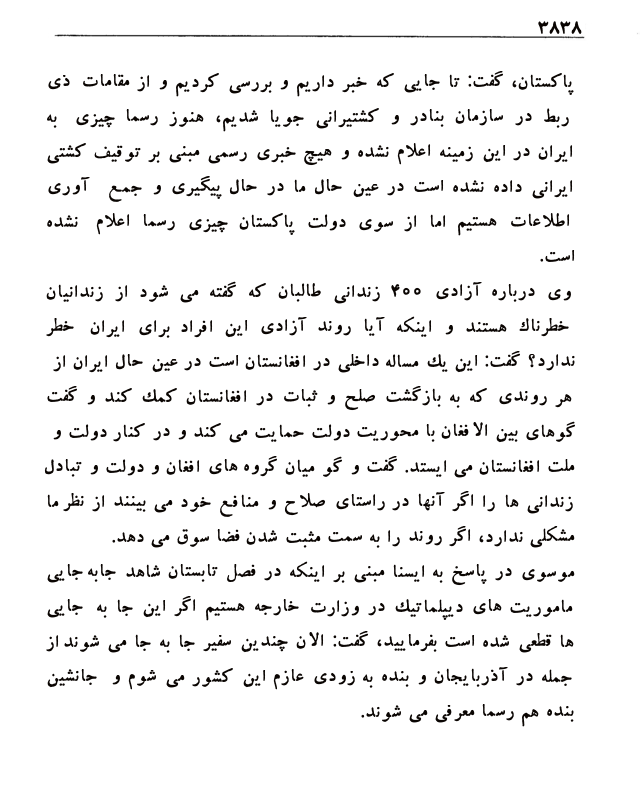 ۳۸۳۸
پاکستان، گفت: تا جایی که خبر داریم و بررسی کردیم و از مقامات ذی
ربط در سازمان بنادر و کشتیرانی جویا شدیم، هنوز رسما چیزی به
ایران در این زمینه اعلام نشده و هیچ خبری رسمی مبنی بر توقیف کشتی
ایرانی داده نشده است در عین حال ما در حال پیگیری و جمع آوری
اطلاعات هستیم اما از سوی دولت پاکستان چیزی رسما اعلام نشده
است.
وی درباره آزادی ۴۰۰ زندانی طالبان که گفته می شود از زندانیان
خطرناك هستند و اینکه آیا روند آزادی این افراد برای ایران خطر
ندارد؟ گفت: این یك مساله داخلی در افغانستان است در عین حال ایران از
هر روندی که به بازگشت صلح و ثبات در افغانستان کمك کند و گفت
گوهای بین الافغان با محوریت دولت حمایت می کند و در کنار دولت و
ملت افغانستان می ایستد. گفت و گو میان گروه های افغان و دولت و تبادل
زندانی ها را اگر آنها در راستای صلاح و منافع خود می بینند از نظر ما
مشکلی ندارد، اگر روند را به سمت مثبت شدن فضا سوق می دهد.
موسوی در پاسخ به ایسنا مبنی بر اینکه در فصل تابستان شاهد جابه جایی
ماموریت های دیپلماتیك در وزارت خارجه هستیم اگر این جا به جایی
ها قطعی شده است بفرمایید، گفت: الان چندین سفیر جا به جا می شوند از
جمله در آذربایجان و بنده به زودی عازم این کشور می شوم و جانشین
بنده هم رسما معرفی می شوند.